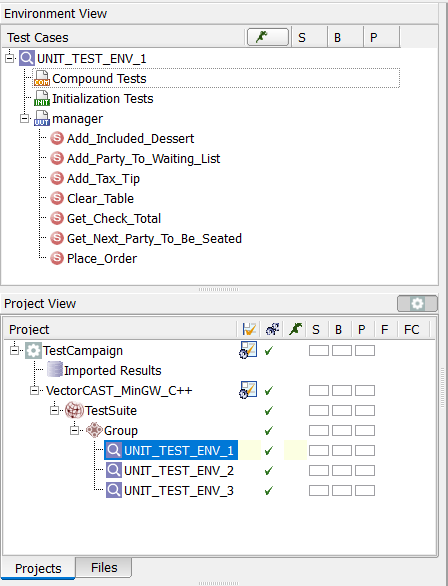 Environment View
Test Cases S B P
UNIT_TEST_ENV_1
Compound Tests
Initialization Tests
manager
Add_Included_Dessert
Add_Party_To_Waiting_List
Add_Tax_Tip
Clear_Table
Get_Check_Total
Get_Next_Party_To_Be_Seated
Place_Order
Project View
Project S B P F FC
TestCampaign
Imported Results
VectorCAST_MinGW_C++
TestSuite
Group
UNIT_TEST_ENV_1
UNIT_TEST_ENV_2
UNIT_TEST_ENV_3
Projects Files